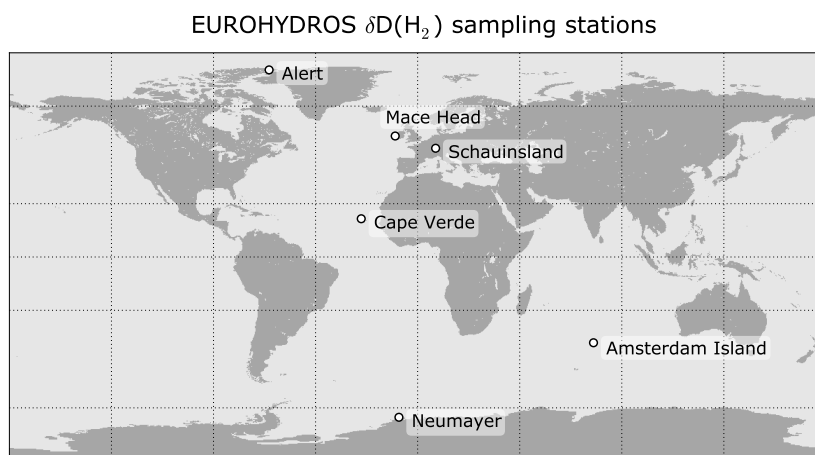 EUROHYDROS δD(H₂) sampling stations
Alert
Mace Head
Schauinsland
Cape Verde
Amsterdam Island
Neumayer